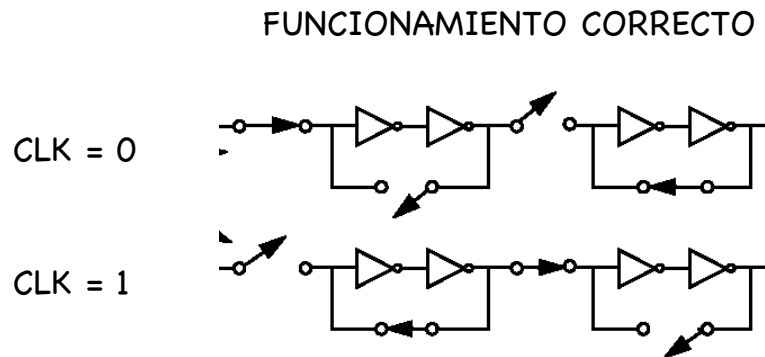 FUNCIONAMIENTO CORRECTO
CLK = 0
CLK = 1